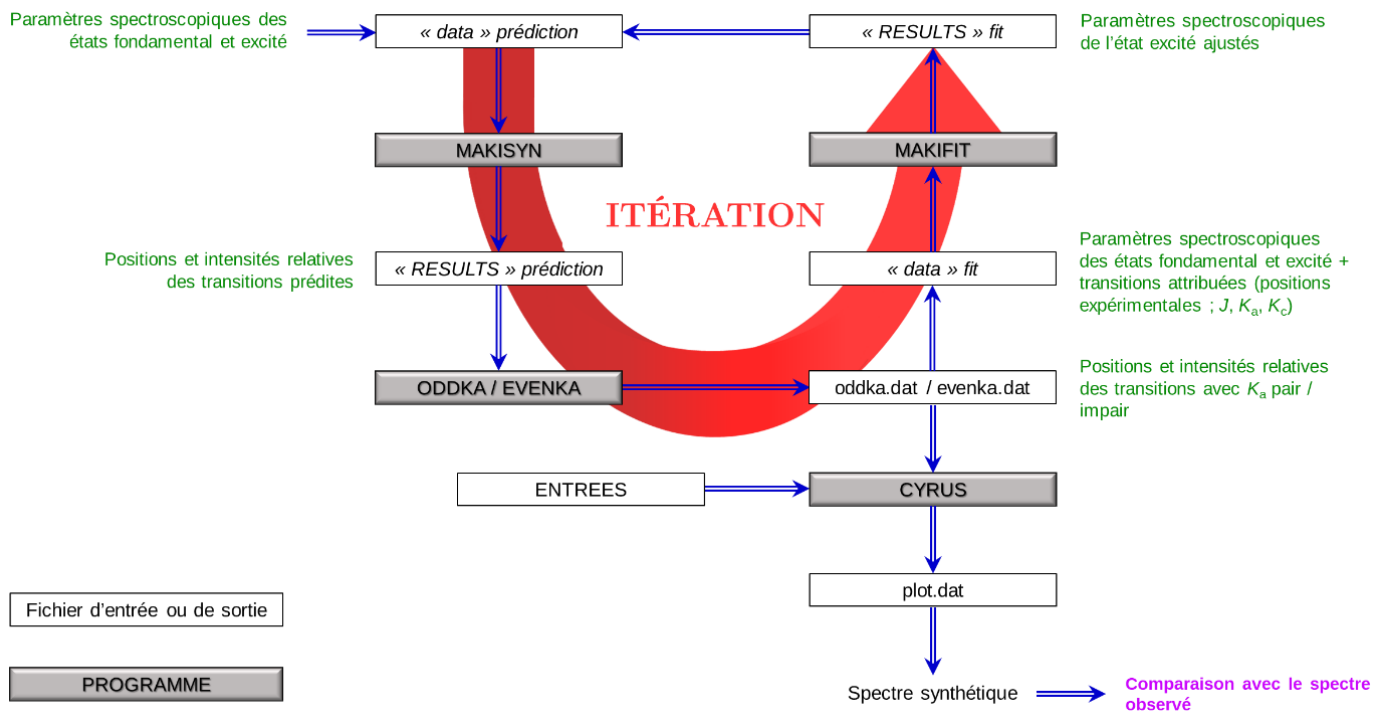 Paramètres spectroscopiques des
états fondamental et excité
« data » prédiction
« RESULTS » fit
Paramètres spectroscopiques
de l'état excité ajustés
MAKISYN
MAKIFIT
ITÉRATION
Positions et intensités relatives
des transitions prédites
« RESULTS » prédiction
« data » fit
Paramètres spectroscopiques
des états fondamental et excité +
transitions attribuées (positions
expérimentales ; J, Ka, Kc)
ODDKA / EVENKA
oddka.dat / evenka.dat
Positions et intensités relatives
des transitions avec Ka pair /
impair
ENTREES
CYRUS
plot.dat
Fichier d'entrée ou de sortie
PROGRAMME
Spectre synthétique
Comparaison avec le spectre
observé